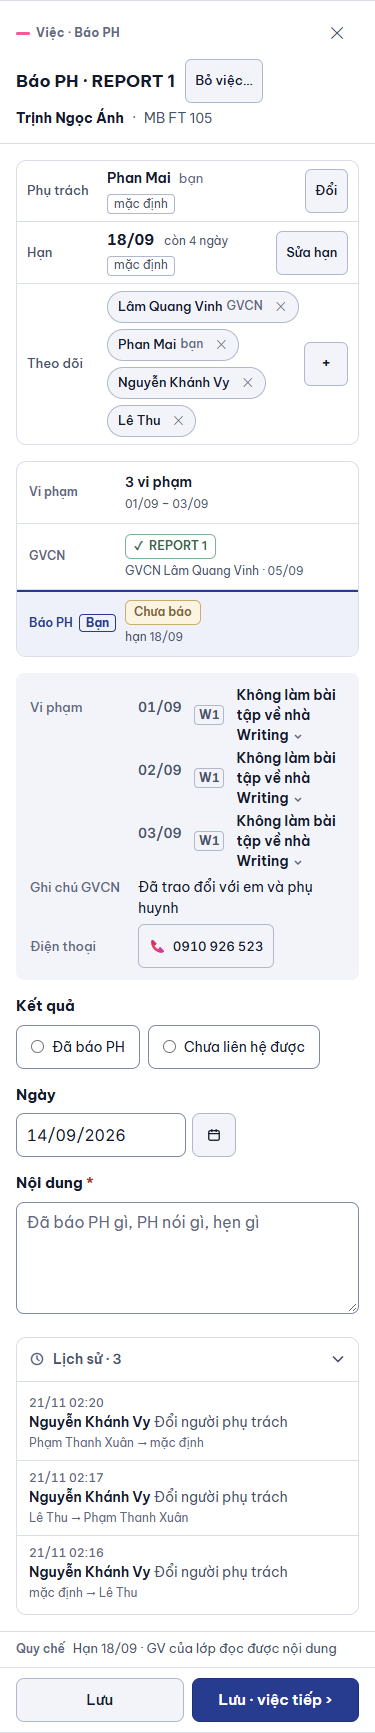 Việc · Báo PH
Báo PH · REPORT 1
Bỏ việc…
Trịnh Ngọc Ánh · MB FT 105
Phụ trách
Phan Mai bạn
mặc định
Đổi
Hạn
18/09 còn 4 ngày
mặc định
Sửa hạn
Theo dõi
Lâm Quang Vinh GVCN ×
Phan Mai bạn ×
Nguyễn Khánh Vy ×
Lê Thu ×
+
Vi phạm
3 vi phạm
01/09 – 03/09
GVCN
✓ REPORT 1
GVCN Lâm Quang Vinh · 05/09
Báo PH Bạn
Chưa báo
hạn 18/09
Vi phạm
01/09 W1 Không làm bài
tập về nhà
Writing
02/09 W1 Không làm bài
tập về nhà
Writing
03/09 W1 Không làm bài
tập về nhà
Writing
Ghi chú GVCN
Đã trao đổi với em và phụ
huynh
Điện thoại
0910 926 523
Kết quả
Đã báo PH
Chưa liên hệ được
Ngày
14/09/2026
Nội dung *
Đã báo PH gì, PH nói gì, hẹn gì
Lịch sử · 3
21/11 02:20
Nguyễn Khánh Vy Đổi người phụ trách
Phạm Thanh Xuân → mặc định
21/11 02:17
Nguyễn Khánh Vy Đổi người phụ trách
Lê Thu → Phạm Thanh Xuân
21/11 02:16
Nguyễn Khánh Vy Đổi người phụ trách
mặc định → Lê Thu
Quy chế Hạn 18/09 · GV của lớp đọc được nội dung
Lưu
Lưu · việc tiếp ›